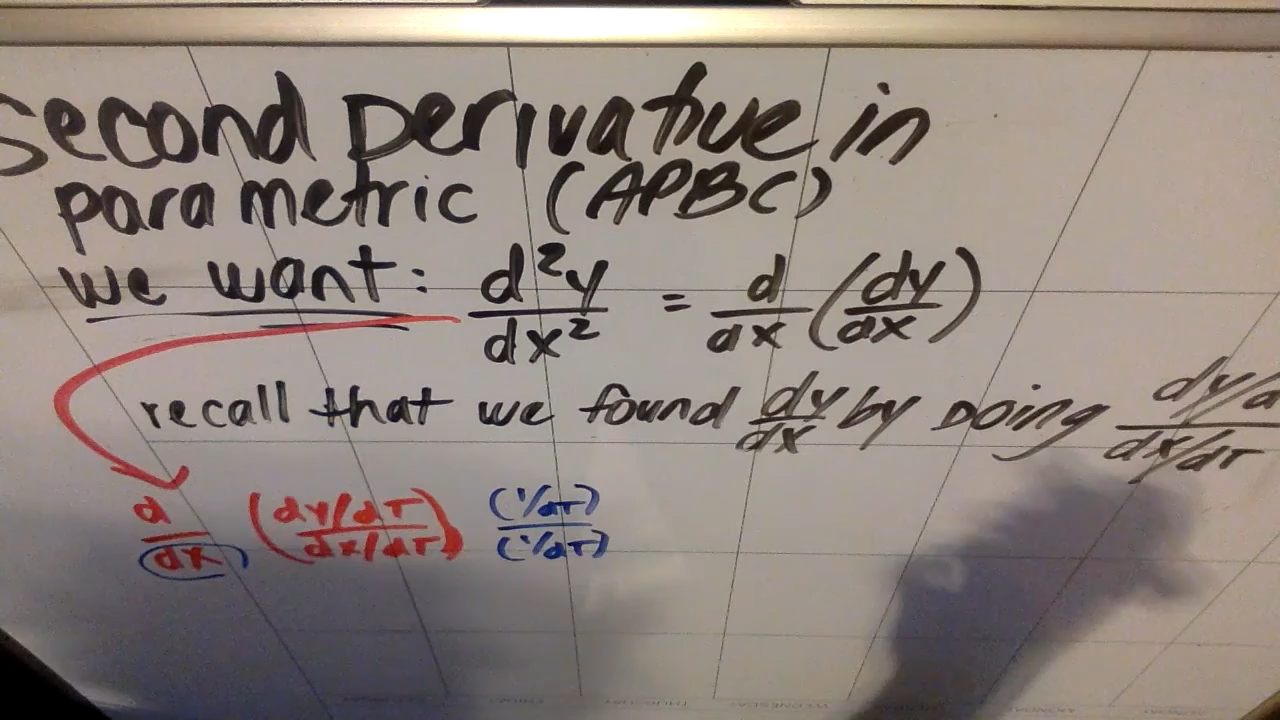 second Derivative in
parametric (APBC)
we want: d²y/dx² = d/dx (dy/dx)
recall that we found dy/dx by Doing dy/d / dx/dT
d/dx ( dy/dT / dx/dT ) (1/dT)/(1/dT)